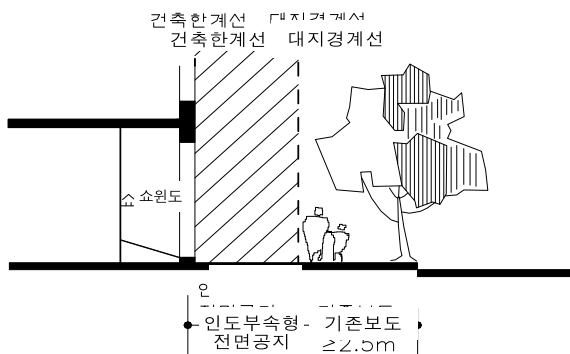 건축한계선 대지경계선
건축한계선 대지경계선
쇼 쇼윈도
인
인도부속형 기존보도
전면공지 ≥2.5m